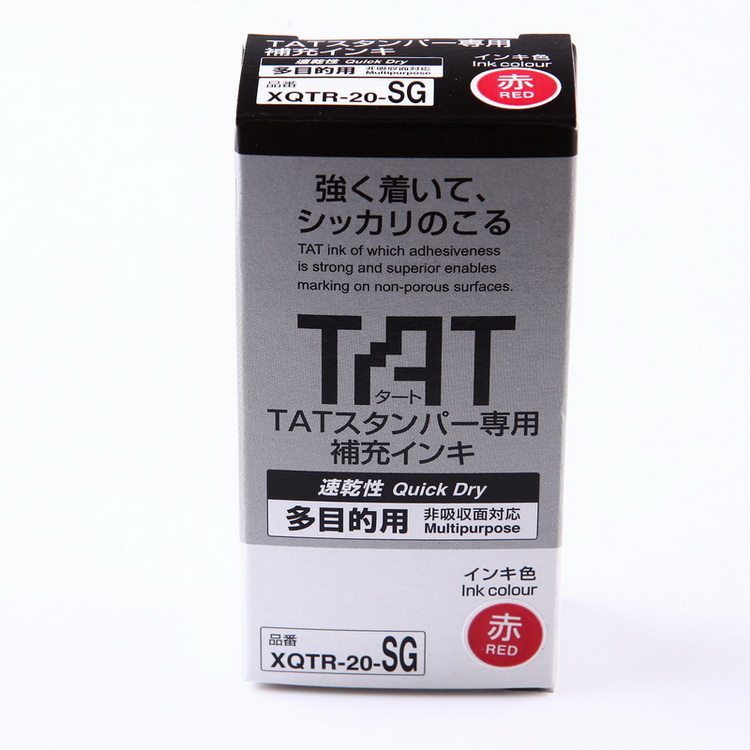 TATスタンパー専用
補充インキ
速乾性 Quick Dry
多目的用 非吸収面対応 Multipurpose
品番
XQTR-20-SG
インキ色
Ink colour
赤
RED
強く着いて、
シッカリのこる
TAT ink of which adhesiveness
is strong and superior enables
marking on non-porous surfaces.
TAT
タート
TATスタンパー専用
補充インキ
速乾性 Quick Dry
多目的用 非吸収面対応 Multipurpose
インキ色
Ink colour
赤
RED
品番
XQTR-20-SG